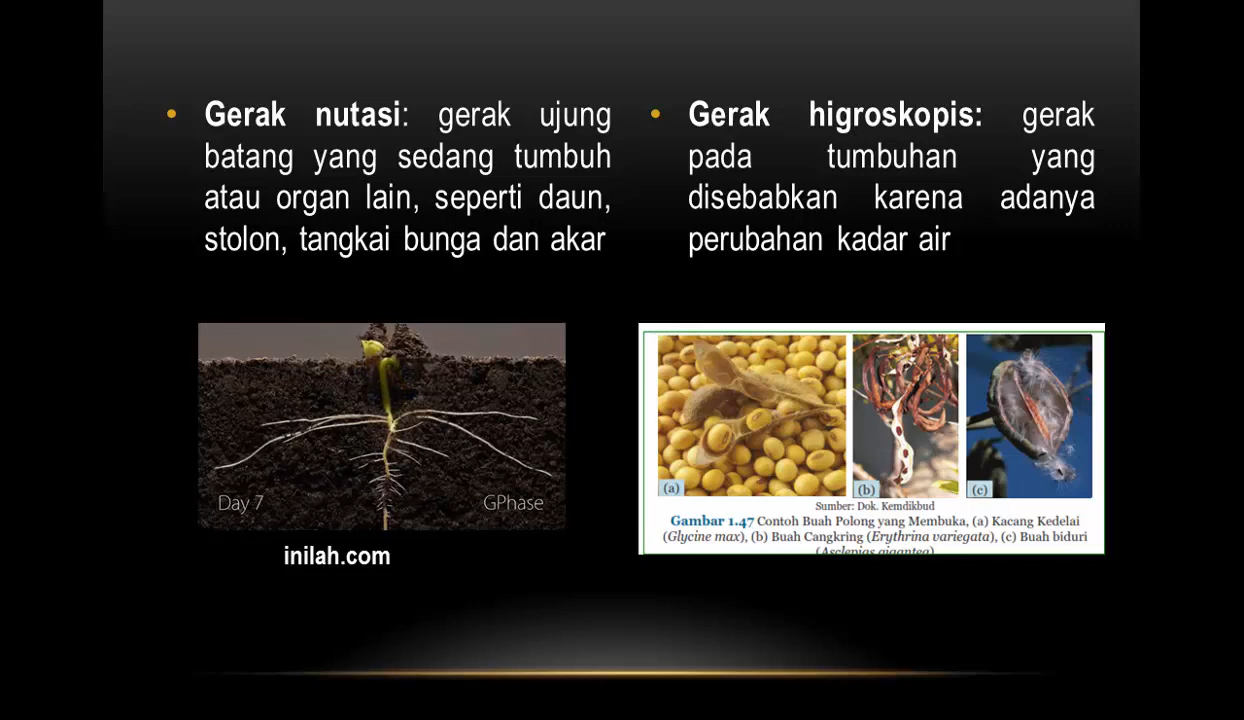 • Gerak nutasi: gerak ujung
batang yang sedang tumbuh
atau organ lain, seperti daun,
stolon, tangkai bunga dan akar
• Gerak higroskopis: gerak
pada tumbuhan yang
disebabkan karena adanya
perubahan kadar air
Day 7
GPhase
inilah.com
(a)
(b)
(c)
Sumber: Dok. Kemdikbud
Gambar 1.47 Contoh Buah Polong yang Membuka, (a) Kacang Kedelai
(Glycine max), (b) Buah Cangkring (Erythrina variegata), (c) Buah biduri
(Asclepias gigantea)